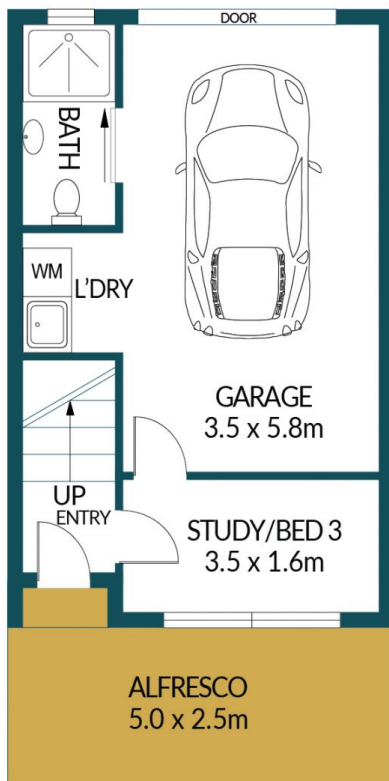 DOOR
BATH
WM
L'DRY
GARAGE
3.5 x 5.8m
UP
ENTRY
STUDY/BED 3
3.5 x 1.6m
ALFRESCO
5.0 x 2.5m